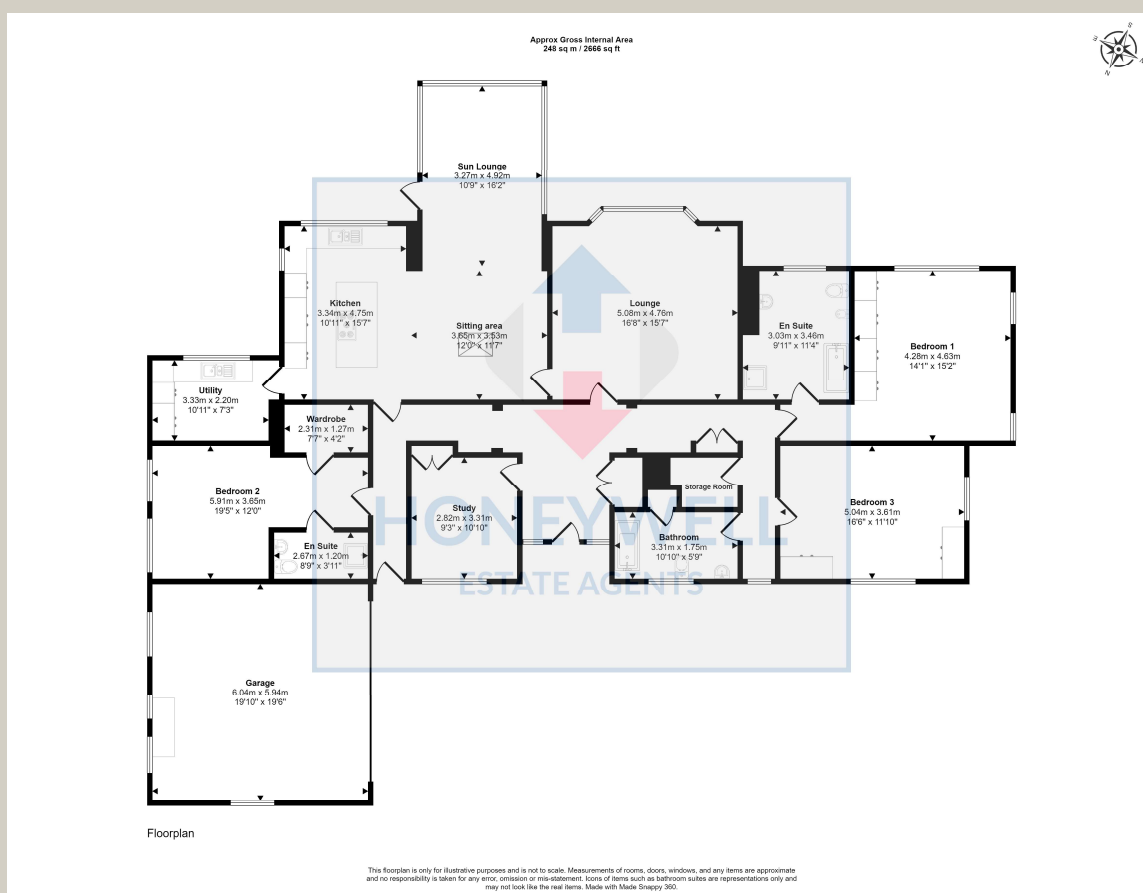 Approx Gross Internal Area
248 sq m / 2666 sq ft
S
E
N
Sun Lounge
3.27m x 4.92m
10'9" x 16'2"
Kitchen
3.34m x 4.75m
10'11" x 15'7"
Sitting area
3.65m x 3.53m
12'0" x 11'7"
Lounge
5.08m x 4.76m
16'8" x 15'7"
En Suite
3.03m x 3.46m
9'11" x 11'4"
Bedroom 1
4.28m x 4.63m
14'1" x 15'2"
Utility
3.33m x 2.20m
10'11" x 7'3"
Wardrobe
2.31m x 1.27m
7'7" x 4'2"
Bedroom 2
5.91m x 3.65m
19'5" x 12'0"
En Suite
2.67m x 1.20m
8'9" x 3'11"
Study
2.82m x 3.31m
9'3" x 10'10"
Storage Room
Bathroom
3.31m x 1.75m
10'10" x 5'9"
Bedroom 3
5.04m x 3.61m
16'6" x 11'10"
HONEYWELL
ESTATE AGENTS
Garage
6.04m x 5.94m
19'10" x 19'6"
Floorplan
This floorplan is only for illustrative purposes and is not to scale. Measurements of rooms, doors, windows, and any items are approximate
and no responsibility is taken for any error, omission or mis-statement. Icons of items such as bathroom suites are representations only and
may not look like the real items. Made with Made Snappy 360.